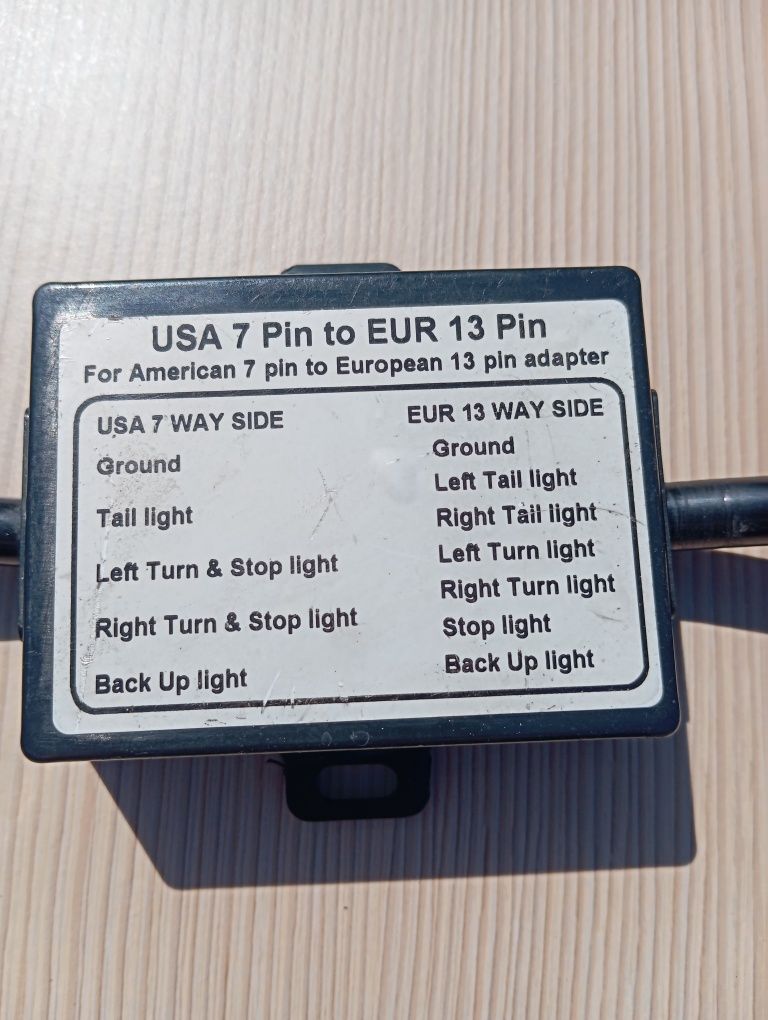 USA 7 Pin to EUR 13 Pin
For American 7 pin to European 13 pin adapter
USA 7 WAY SIDE
Ground
Tail light
Left Turn & Stop light
Right Turn & Stop light
Back Up light
EUR 13 WAY SIDE
Ground
Left Tail light
Right Tail light
Left Turn light
Right Turn light
Stop light
Back Up light